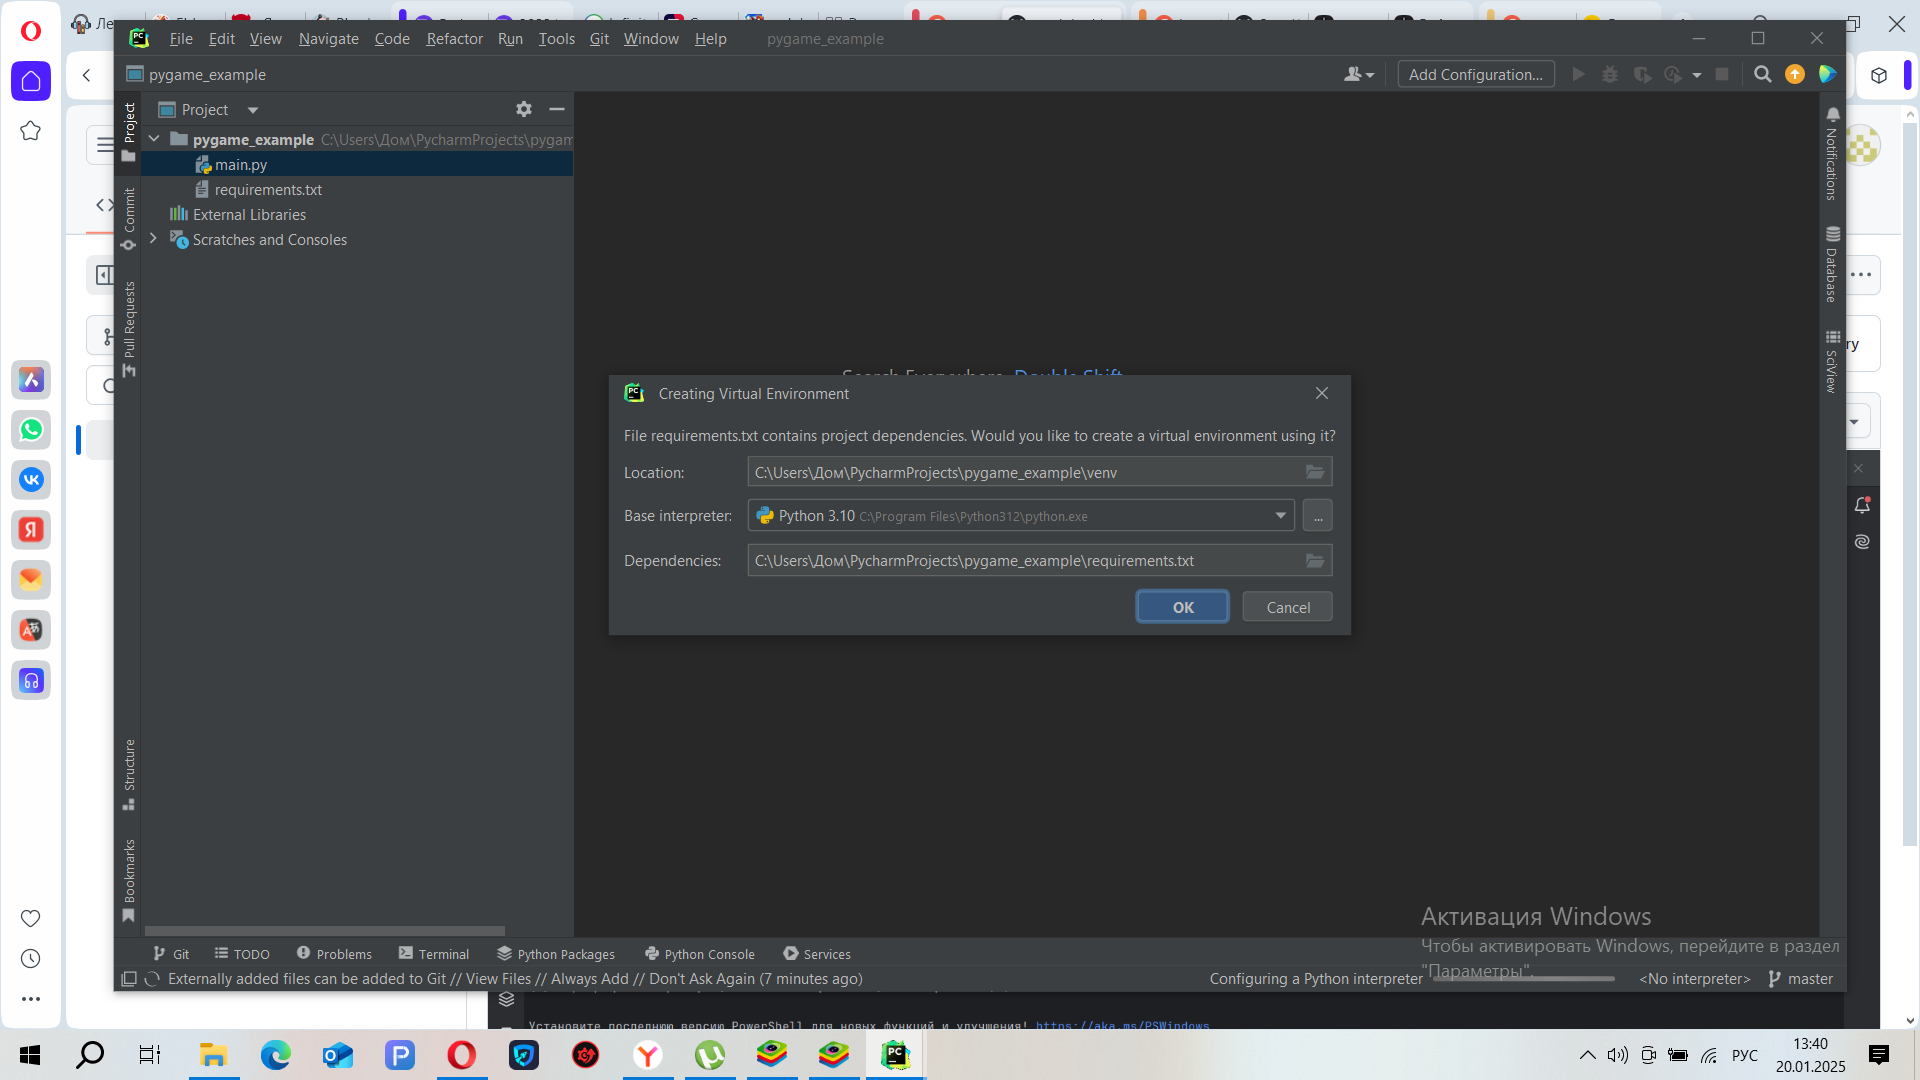 File Edit View Navigate Code Refactor Run Tools Git Window Help pygame_example
pygame_example
Add Configuration...
Project
pygame_example C:\Users\Дом\PycharmProjects\pygam
main.py
requirements.txt
External Libraries
Scratches and Consoles
Project
Commit
Pull Requests
Structure
Bookmarks
Notifications
Database
SciView
Search Everywhere Double Shift
Creating Virtual Environment
File requirements.txt contains project dependencies. Would you like to create a virtual environment using it?
Location: C:\Users\Дом\PycharmProjects\pygame_example\venv
Base interpreter: Python 3.10 C:\Program Files\Python312\python.exe
...
Dependencies: C:\Users\Дом\PycharmProjects\pygame_example\requirements.txt
OK Cancel
Активация Windows
Чтобы активировать Windows, перейдите в раздел
"Параметры".
Git TODO Problems Terminal Python Packages Python Console Services
Externally added files can be added to Git // View Files // Always Add // Don't Ask Again (7 minutes ago)
Configuring a Python interpreter <No interpreter> master
Установите последнюю версию PowerShell для новых функций и улучшения! https://aka.ms/PSWindows
РУС
13:40
20.01.2025